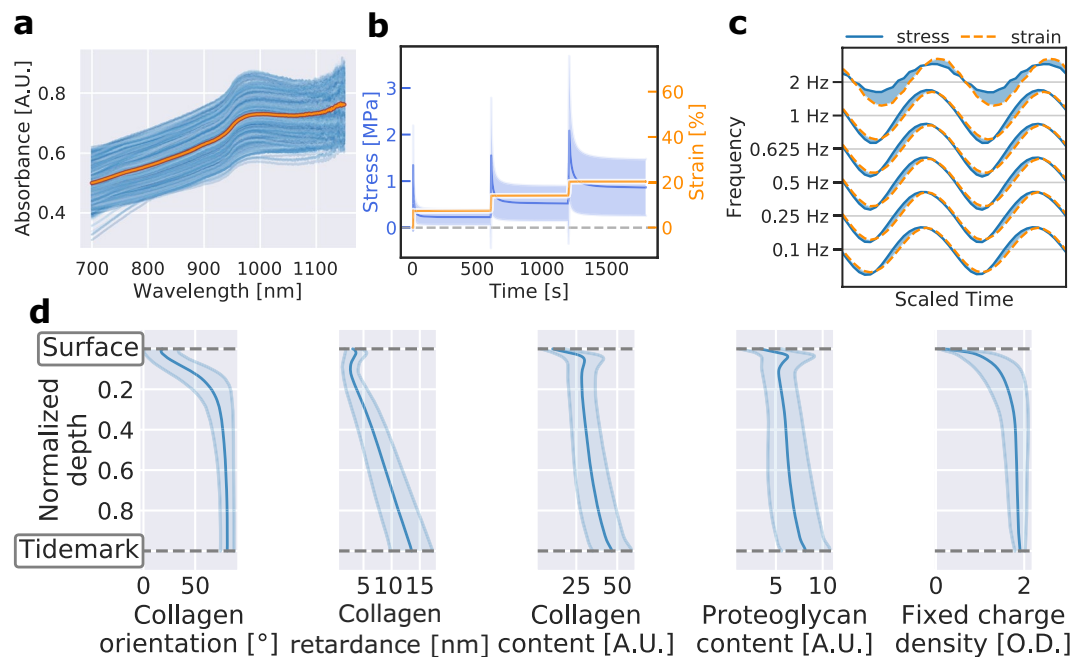 a
Absorbance [A.U.]
0.8
0.6
0.4
700 800 900 1000 1100
Wavelength [nm]
b
Stress [MPa]
3
2
1
0
Strain [%]
60
40
20
0
0 500 1000 1500
Time [s]
c
stress strain
Frequency
2 Hz
1 Hz
0.625 Hz
0.5 Hz
0.25 Hz
0.1 Hz
Scaled Time
d
Surface
Normalized
depth
0.2
0.4
0.6
0.8
Tidemark
0 50
Collagen
orientation [°]
5 10 15
Collagen
retardance [nm]
25 50
Collagen
content [A.U.]
5 10
Proteoglycan
content [A.U.]
0 2
Fixed charge
density [O.D.]